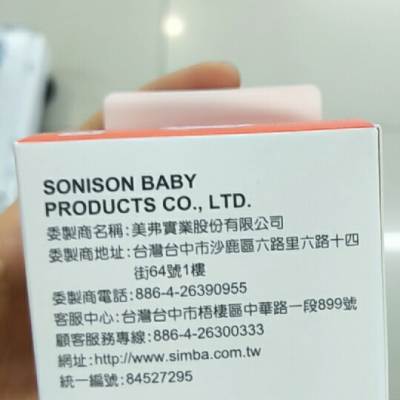 SONISON BABY
PRODUCTS CO., LTD.
委製商名稱:美弗實業股份有限公司
委製商地址:台灣台中市沙鹿區六路里六路十四
街64號1樓
委製商電話:886-4-26390955
客服中心:台灣台中市梧棲區中華路一段899號
顧客服務專線:886-4-26300333
網址:http://www.simba.com.tw
統一編號:84527295